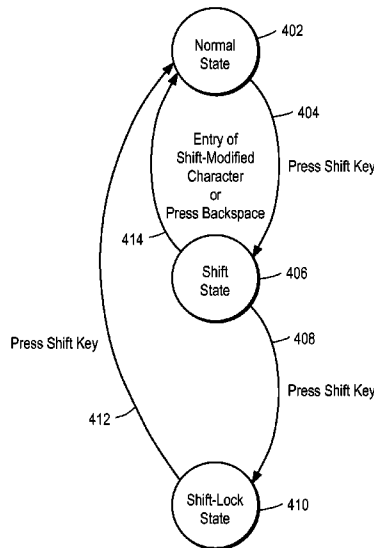 402
Normal
State
404
Entry of
Shift-Modified
Character
or
Press Backspace
Press Shift Key
414
Shift
State
406
408
Press Shift Key
Press Shift Key
412
Shift-Lock
State
410